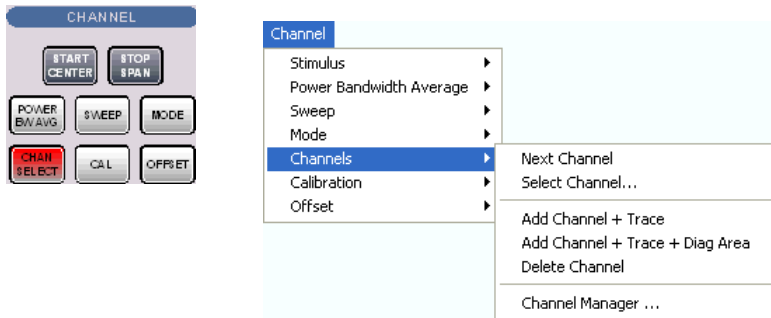 CHANNEL
START CENTER
STOP SPAN
POWER BW AVG
SWEEP
MODE
CHAN SELECT
CAL
OFFSET
Channel
Stimulus
Power Bandwidth Average
Sweep
Mode
Channels
Calibration
Offset
Next Channel
Select Channel...
Add Channel + Trace
Add Channel + Trace + Diag Area
Delete Channel
Channel Manager ...